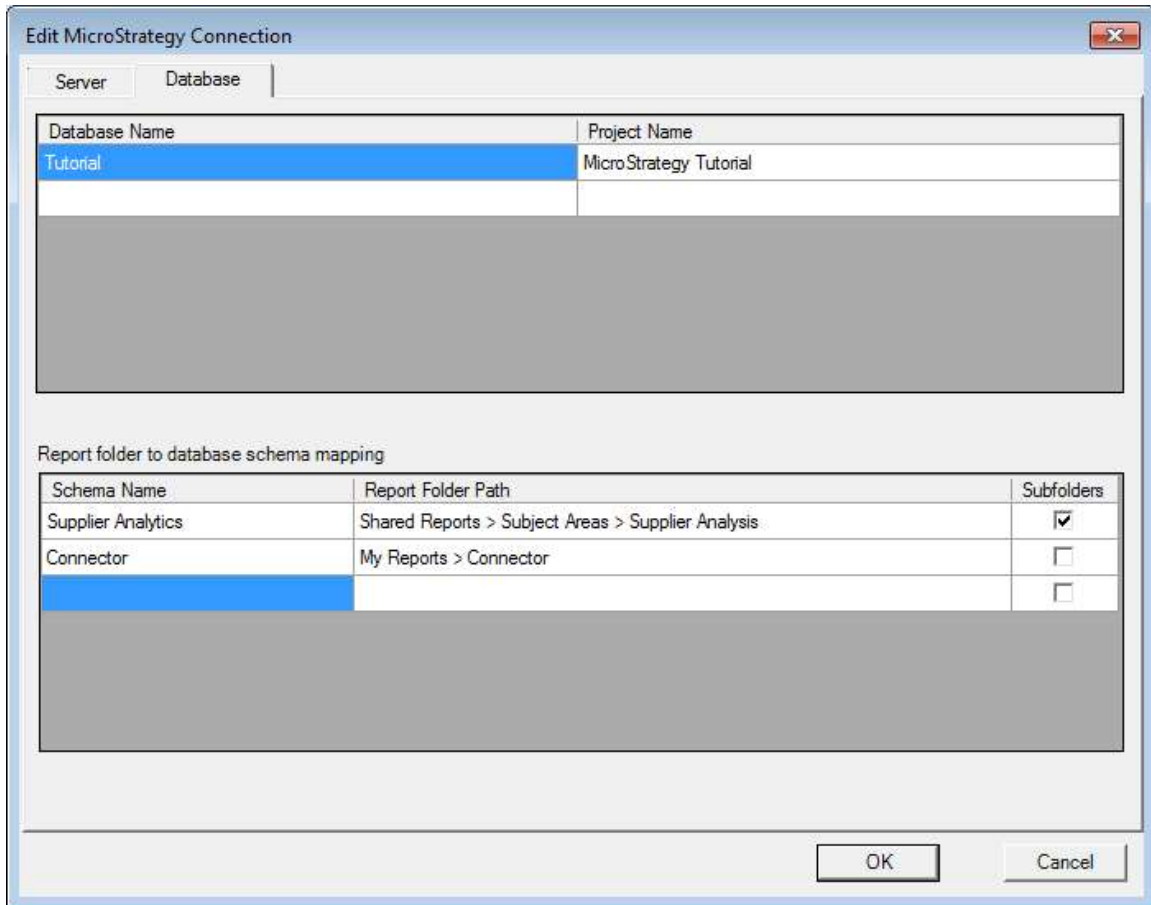 Edit MicroStrategy Connection
Server Database
Database Name Project Name
Tutorial MicroStrategy Tutorial
Report folder to database schema mapping
Schema Name Report Folder Path Subfolders
Supplier Analytics Shared Reports > Subject Areas > Supplier Analysis
Connector My Reports > Connector
OK Cancel